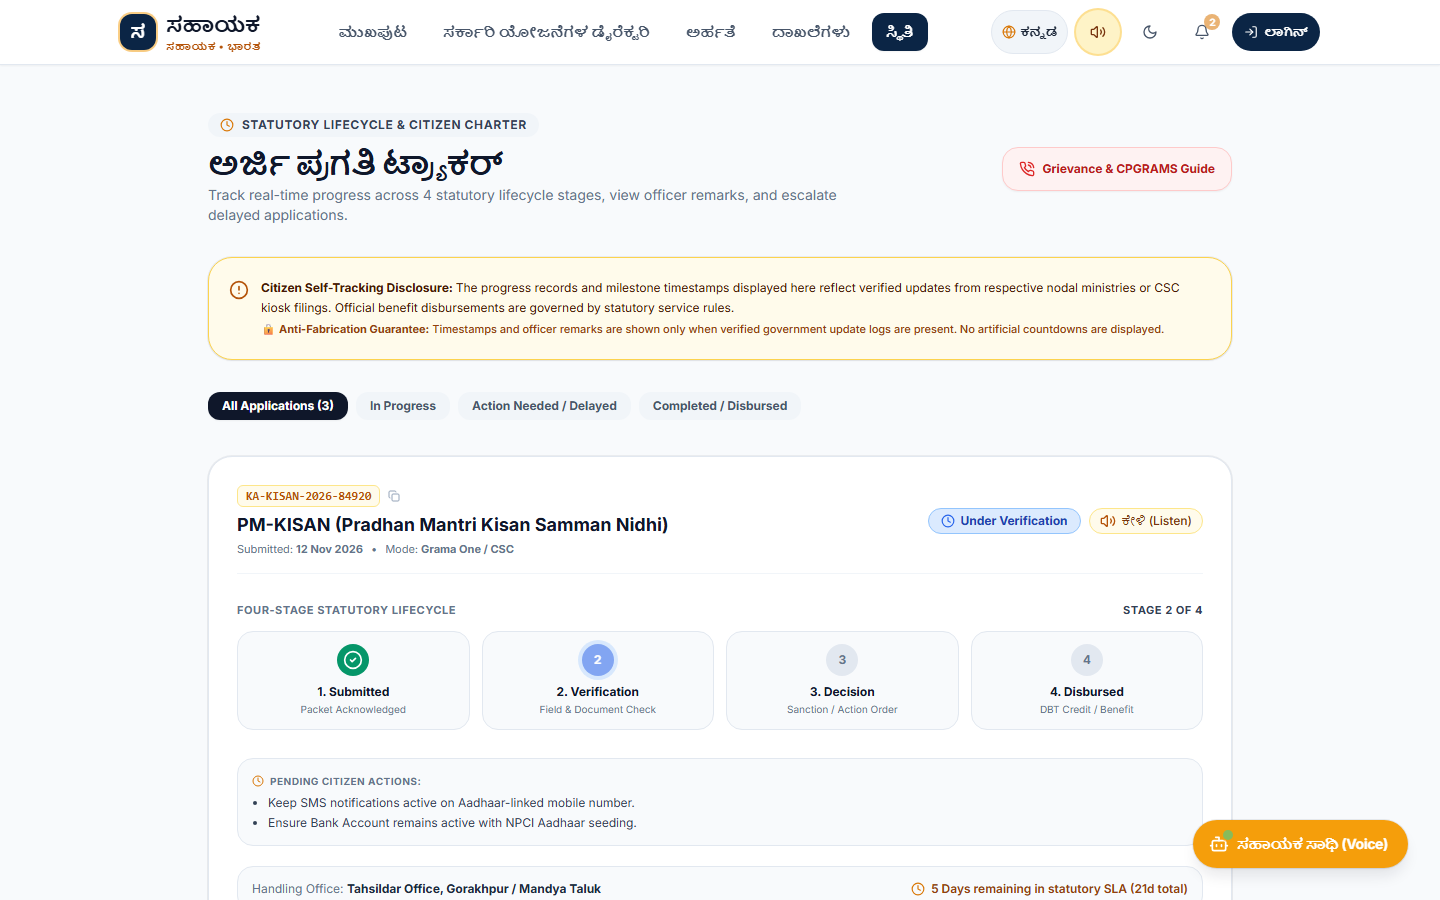 ಸ
ಸಹಾಯಕ
ಸಹಾಯಕ • ಭಾರತ
ಮುಖಪುಟ
ಸರ್ಕಾರಿ ಯೋಜನೆಗಳ ಡೈರೆಕ್ಟರಿ
ಅರ್ಹತೆ
ದಾಖಲೆಗಳು
ಸ್ಥಿತಿ
ಕನ್ನಡ
2
ಲಾಗಿನ್
STATUTORY LIFECYCLE & CITIZEN CHARTER
ಅರ್ಜಿ ಪ್ರಗತಿ ಟ್ರ್ಯಾಕರ್
Track real-time progress across 4 statutory lifecycle stages, view officer remarks, and escalate
delayed applications.
Grievance & CPGRAMS Guide
Citizen Self-Tracking Disclosure: The progress records and milestone timestamps displayed here reflect verified updates from respective nodal ministries or CSC
kiosk filings. Official benefit disbursements are governed by statutory service rules.
🔒 Anti-Fabrication Guarantee: Timestamps and officer remarks are shown only when verified government update logs are present. No artificial countdowns are displayed.
All Applications (3)
In Progress
Action Needed / Delayed
Completed / Disbursed
KA-KISAN-2026-84920
PM-KISAN (Pradhan Mantri Kisan Samman Nidhi)
Submitted: 12 Nov 2026 • Mode: Grama One / CSC
Under Verification
ಕೇಳಿ (Listen)
FOUR-STAGE STATUTORY LIFECYCLE
STAGE 2 OF 4
1. Submitted
Packet Acknowledged
2
2. Verification
Field & Document Check
3
3. Decision
Sanction / Action Order
4
4. Disbursed
DBT Credit / Benefit
PENDING CITIZEN ACTIONS:
• Keep SMS notifications active on Aadhaar-linked mobile number.
• Ensure Bank Account remains active with NPCI Aadhaar seeding.
ಸಹಾಯಕ ಸಾಥಿ (Voice)
Handling Office: Tahsildar Office, Gorakhpur / Mandya Taluk
5 Days remaining in statutory SLA (21d total)